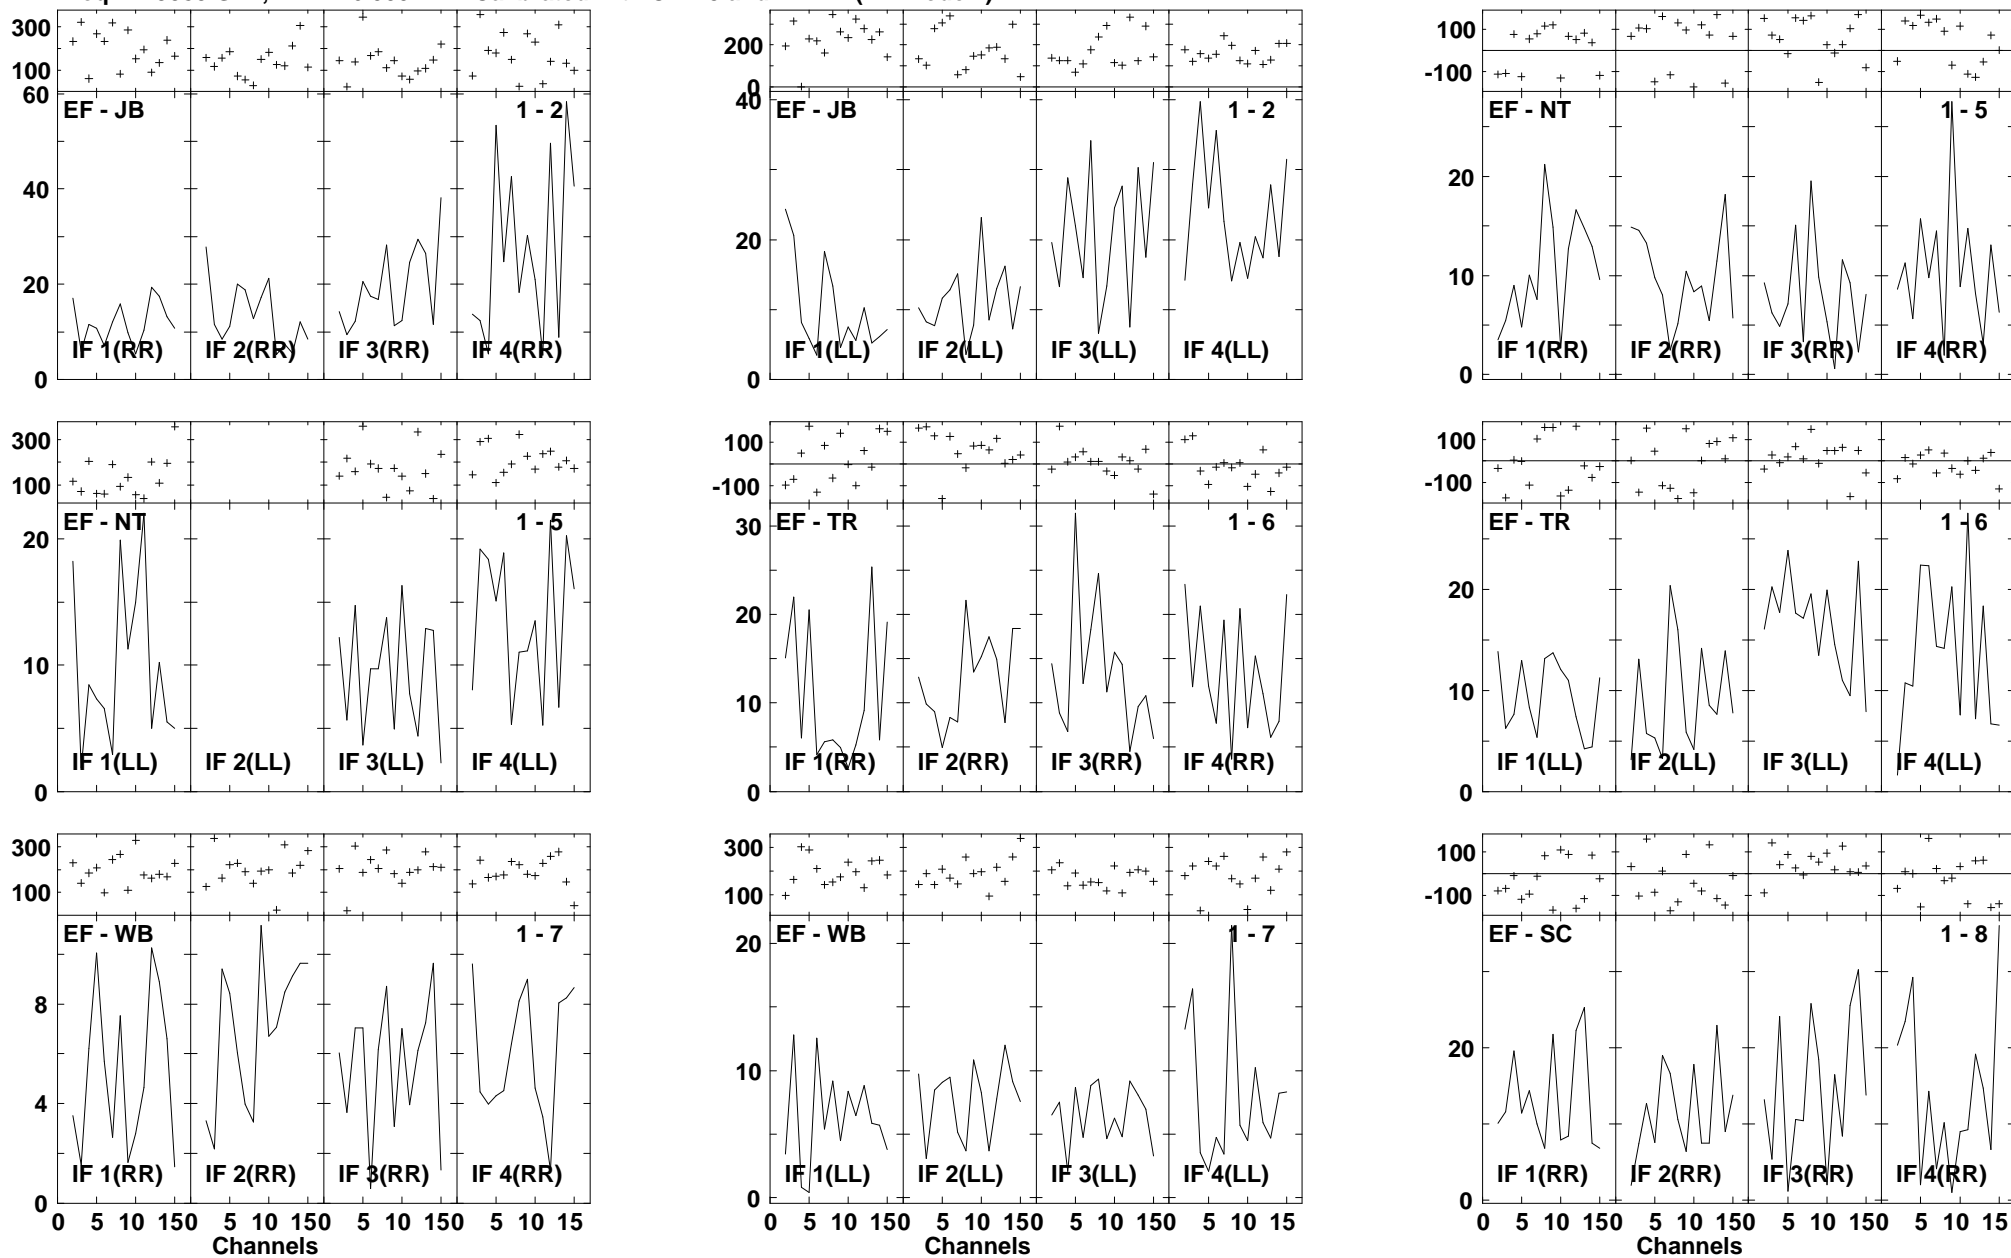 300
100
60
40
20
0
EF - JB 1 - 2
IF 1(RR) IF 2(RR) IF 3(RR) IF 4(RR)
200
0
40
20
0
EF - JB 1 - 2
IF 1(LL) IF 2(LL) IF 3(LL) IF 4(LL)
100
-100
20
10
0
EF - NT 1 - 5
IF 1(RR) IF 2(RR) IF 3(RR) IF 4(RR)
300
100
20
10
0
EF - NT 1 - 5
IF 1(LL) IF 2(LL) IF 3(LL) IF 4(LL)
100
-100
30
20
10
0
EF - TR 1 - 6
IF 1(RR) IF 2(RR) IF 3(RR) IF 4(RR)
100
-100
20
10
0
EF - TR 1 - 6
IF 1(LL) IF 2(LL) IF 3(LL) IF 4(LL)
300
100
8
4
0
EF - WB 1 - 7
IF 1(RR) IF 2(RR) IF 3(RR) IF 4(RR)
0 5 10 150 5 10 150 5 10 150 5 10 15
Channels
300
100
20
10
0
EF - WB 1 - 7
IF 1(LL) IF 2(LL) IF 3(LL) IF 4(LL)
0 5 10 150 5 10 150 5 10 150 5 10 15
Channels
100
-100
20
0
EF - SC 1 - 8
IF 1(RR) IF 2(RR) IF 3(RR) IF 4(RR)
0 5 10 150 5 10 150 5 10 150 5 10 15
Channels